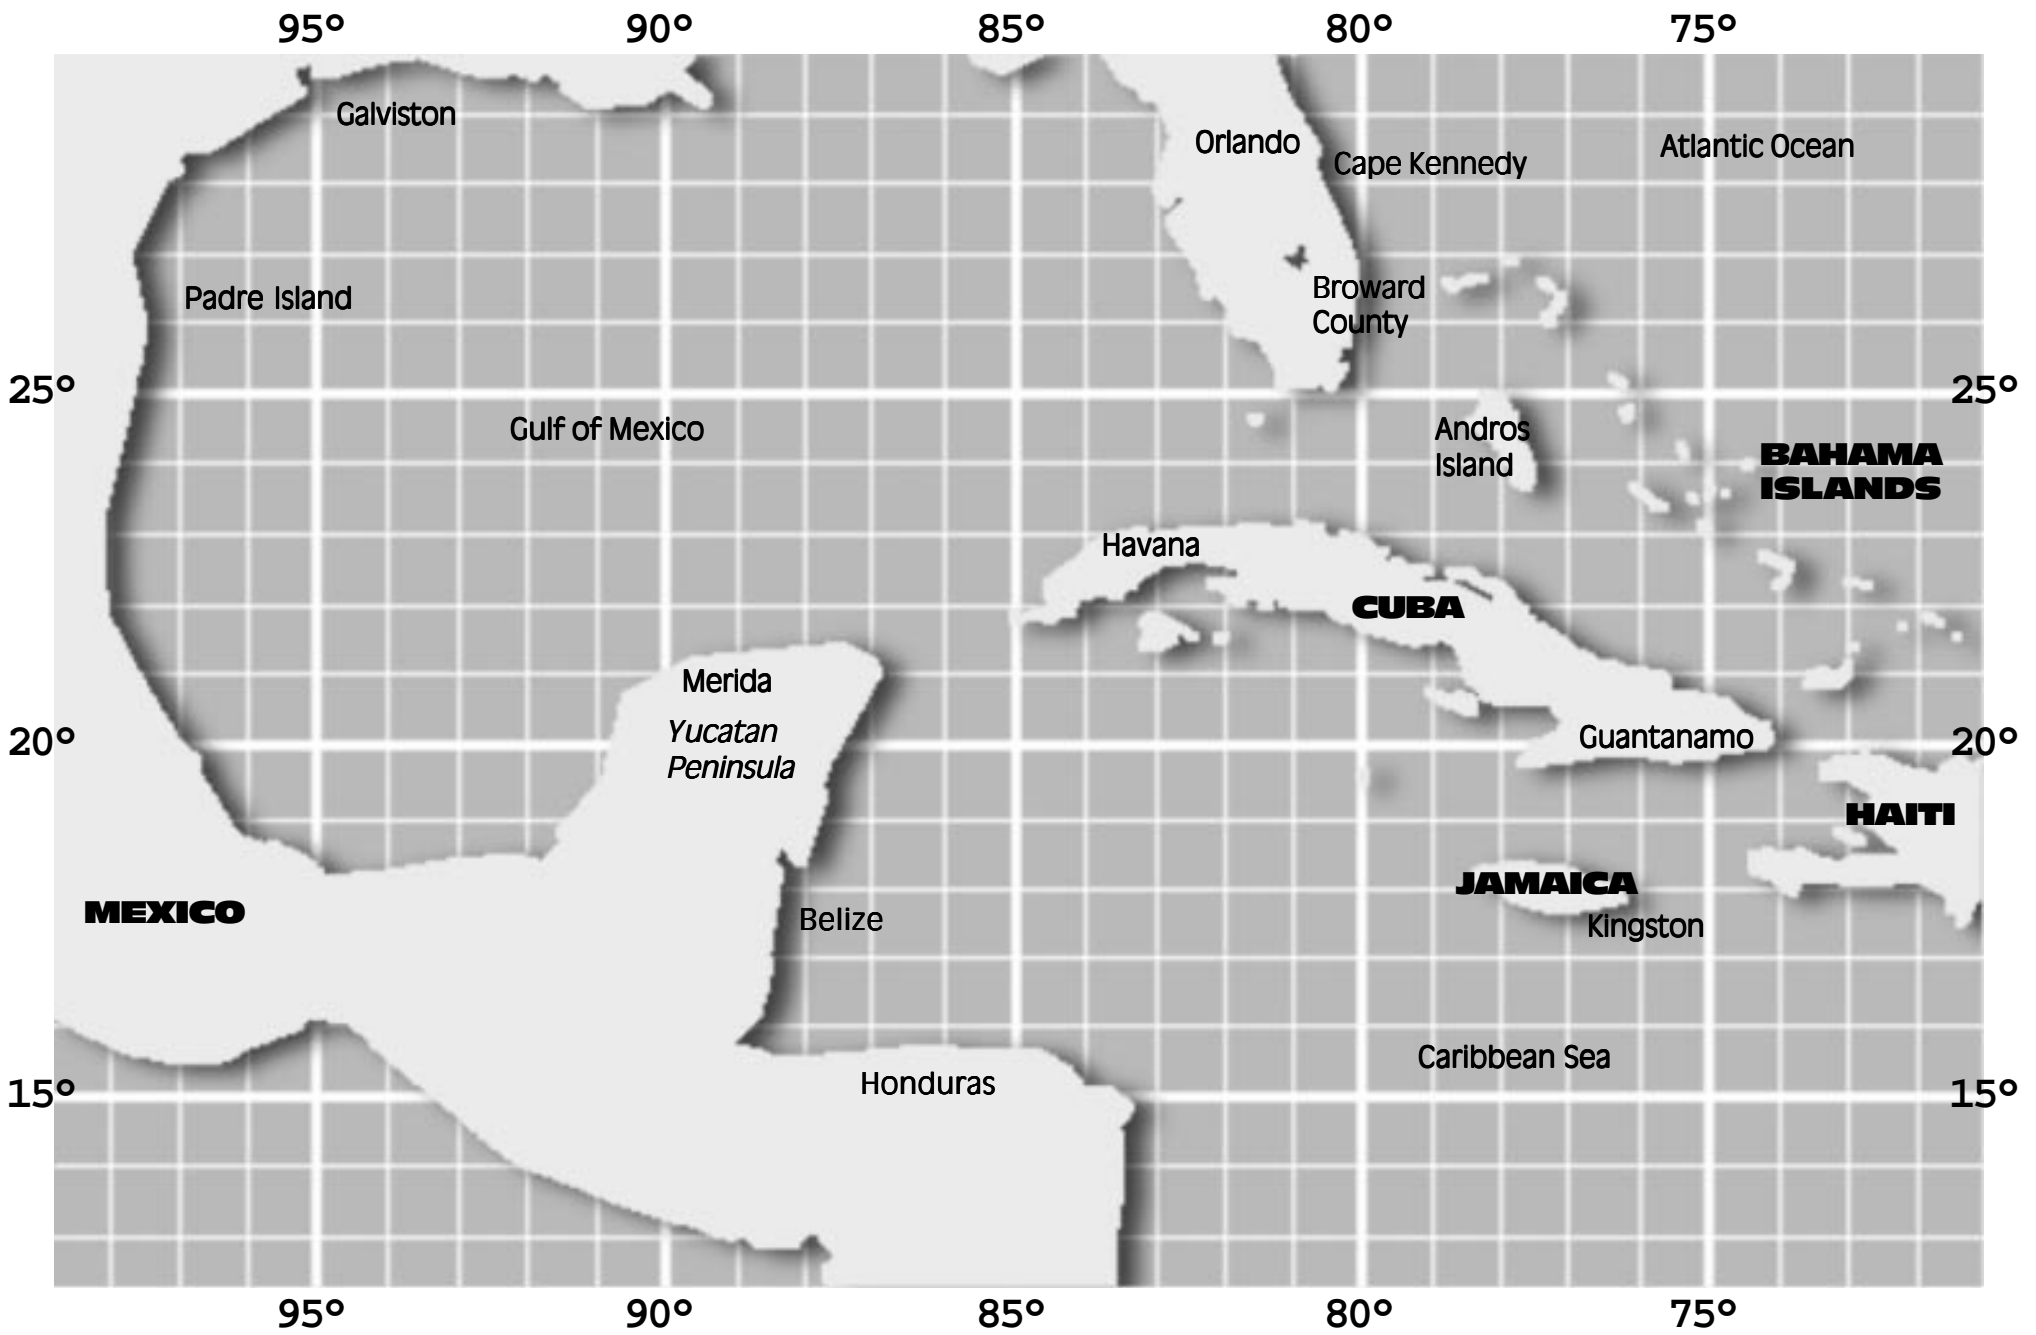 95° 90° 85° 80° 75°
Galviston
Orlando
Cape Kennedy
Atlantic Ocean
Padre Island
Broward
County
25° 25°
Gulf of Mexico
Andros
Island
BAHAMA
ISLANDS
Havana
CUBA
Merida
Yucatan
Peninsula
20° 20°
Guantanamo
HAITI
JAMAICA
Kingston
MEXICO
Belize
Caribbean Sea
Honduras
15° 15°
95° 90° 85° 80° 75°